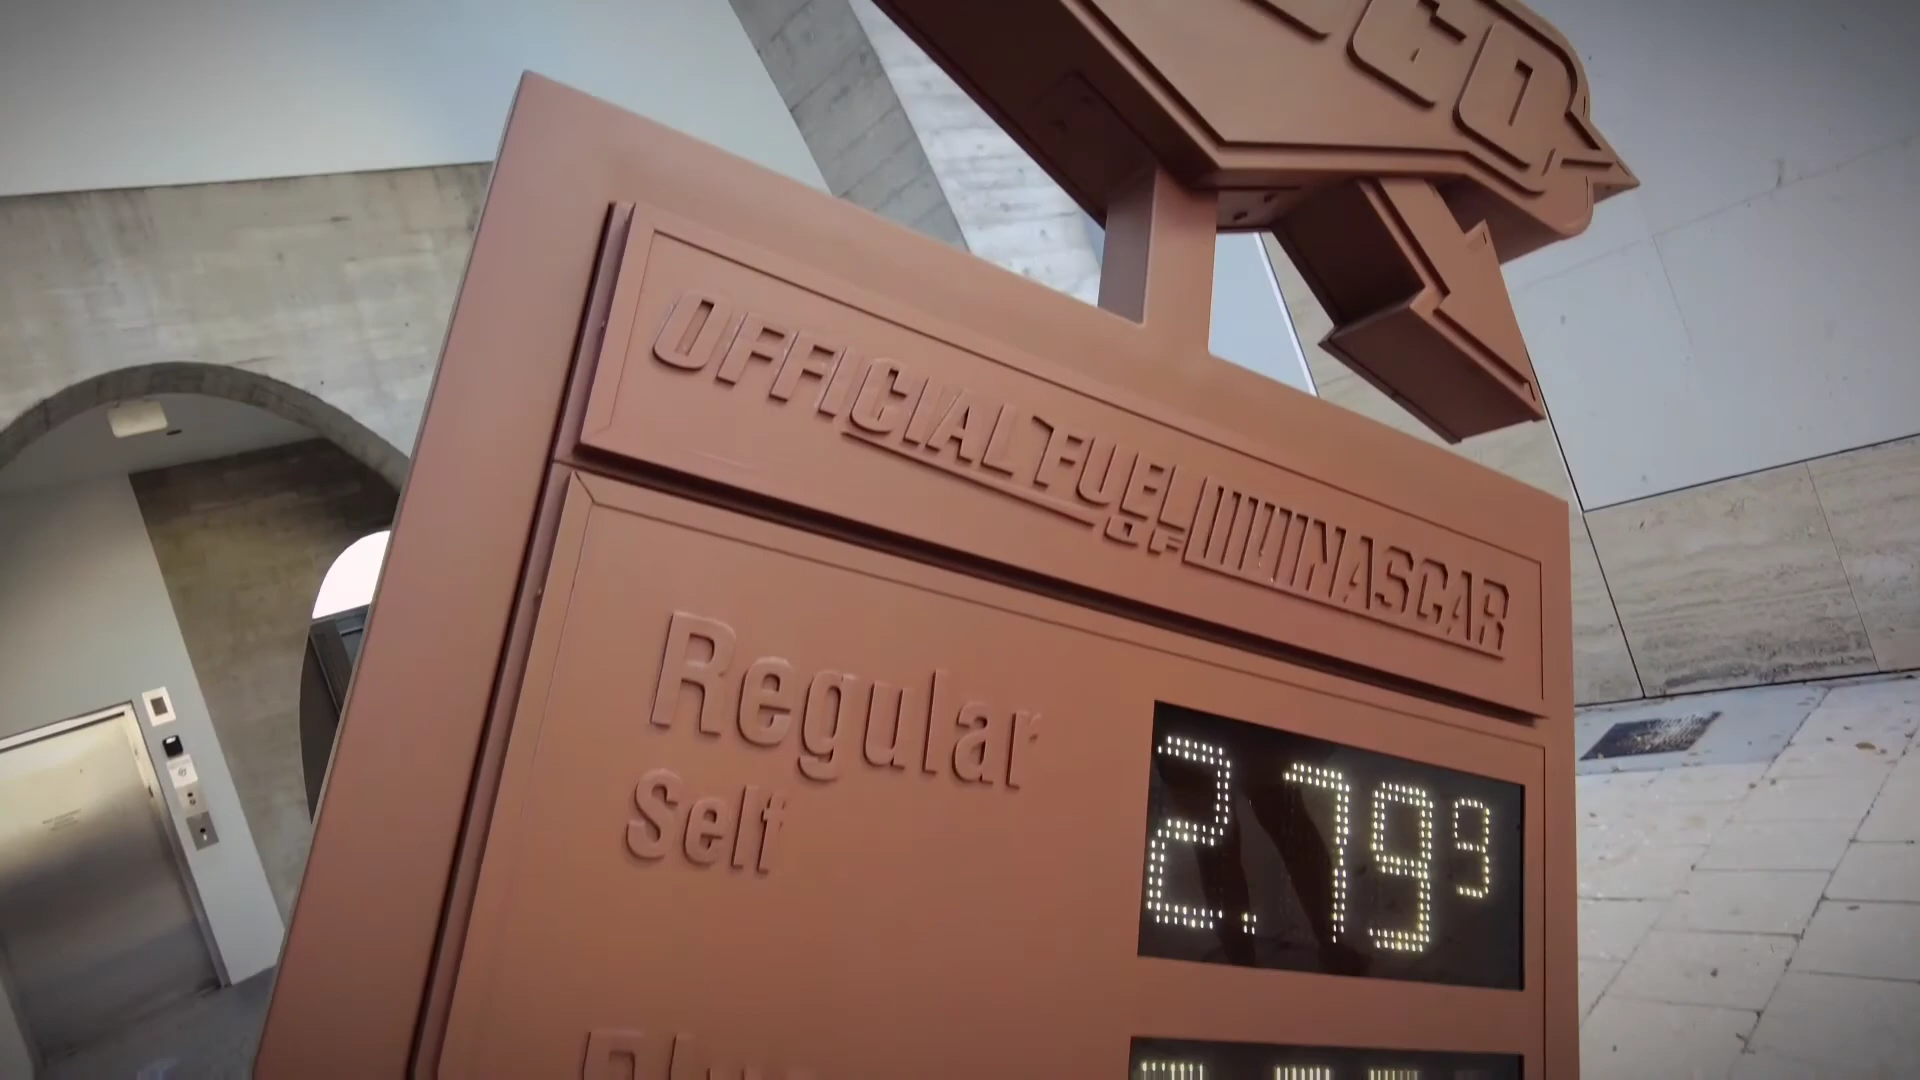 OFFICIAL FUEL
OF NASCAR
Regular
Self
2.79 9